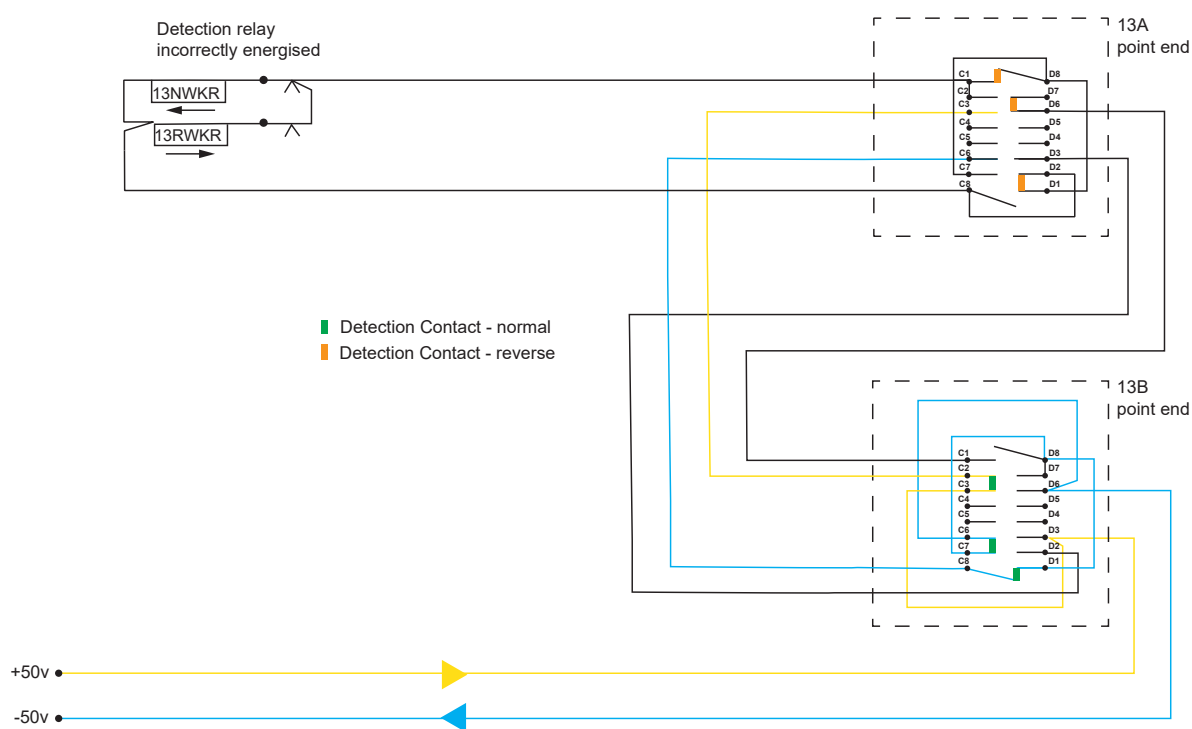 Detection relay
incorrectly energised
13A
point end
13NWKR
13RWKR
C1
C2
C3
C4
C5
C6
C7
C8
D8
D7
D6
D5
D4
D3
D2
D1
Detection Contact - normal
Detection Contact - reverse
13B
point end
C1
C2
C3
C4
C5
C6
C7
C8
D8
D7
D6
D5
D4
D3
D2
D1
+50v
-50v